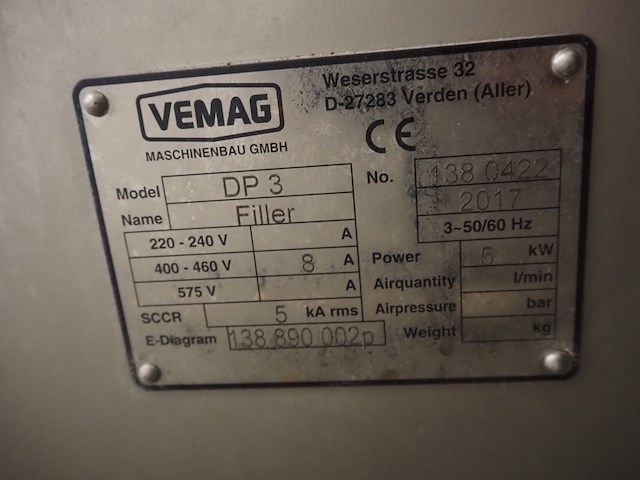 VEMAG
MASCHINENBAU GMBH
Weserstrasse 32
D-27283 Verden (Aller)
CE
Model DP 3
Name Filler
No. 138 0422
2017
3~50/60 Hz
220 - 240 V A
400 - 460 V 8 A
575 V A
SCCR 5 kA rms
E-Diagram 138 890 002p
Power 5 kW
Airquantity l/min
Airpressure bar
Weight kg